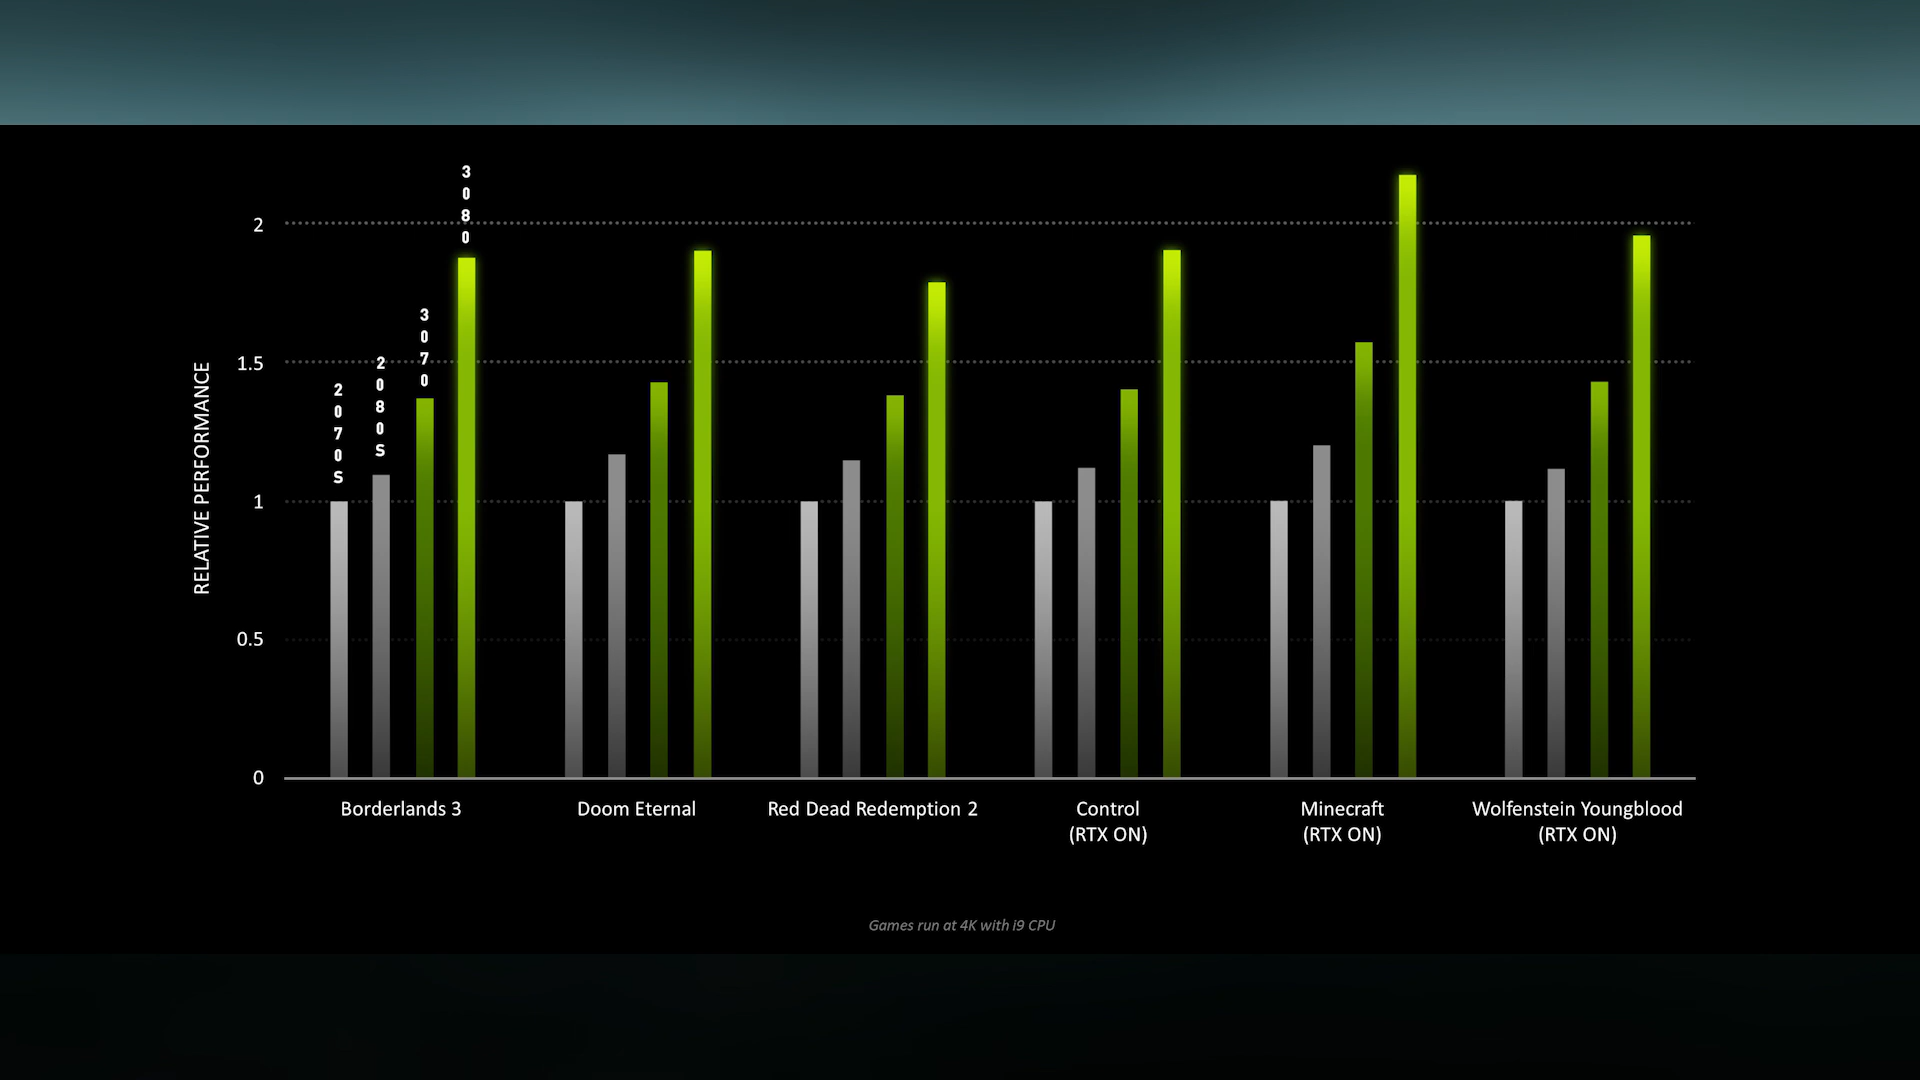 3080
3070
2080S
2070S
RELATIVE PERFORMANCE
2
1.5
1
0.5
0
Borderlands 3
Doom Eternal
Red Dead Redemption 2
Control
(RTX ON)
Minecraft
(RTX ON)
Wolfenstein Youngblood
(RTX ON)
Games run at 4K with i9 CPU